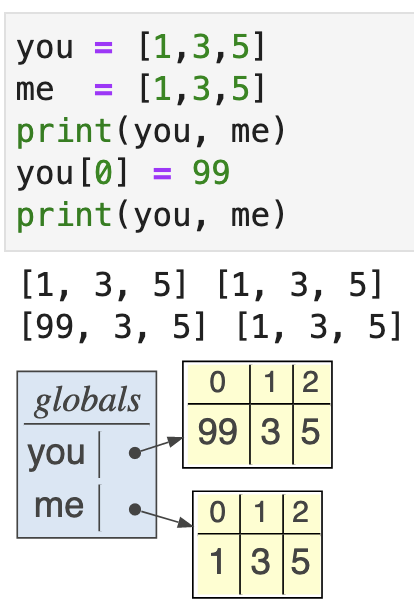 you = [1,3,5]
me  = [1,3,5]
print(you, me)
you[0] = 99
print(you, me)
[1, 3, 5] [1, 3, 5]
[99, 3, 5] [1, 3, 5]
globals
you
me
0 1 2
99 3 5
0 1 2
1 3 5